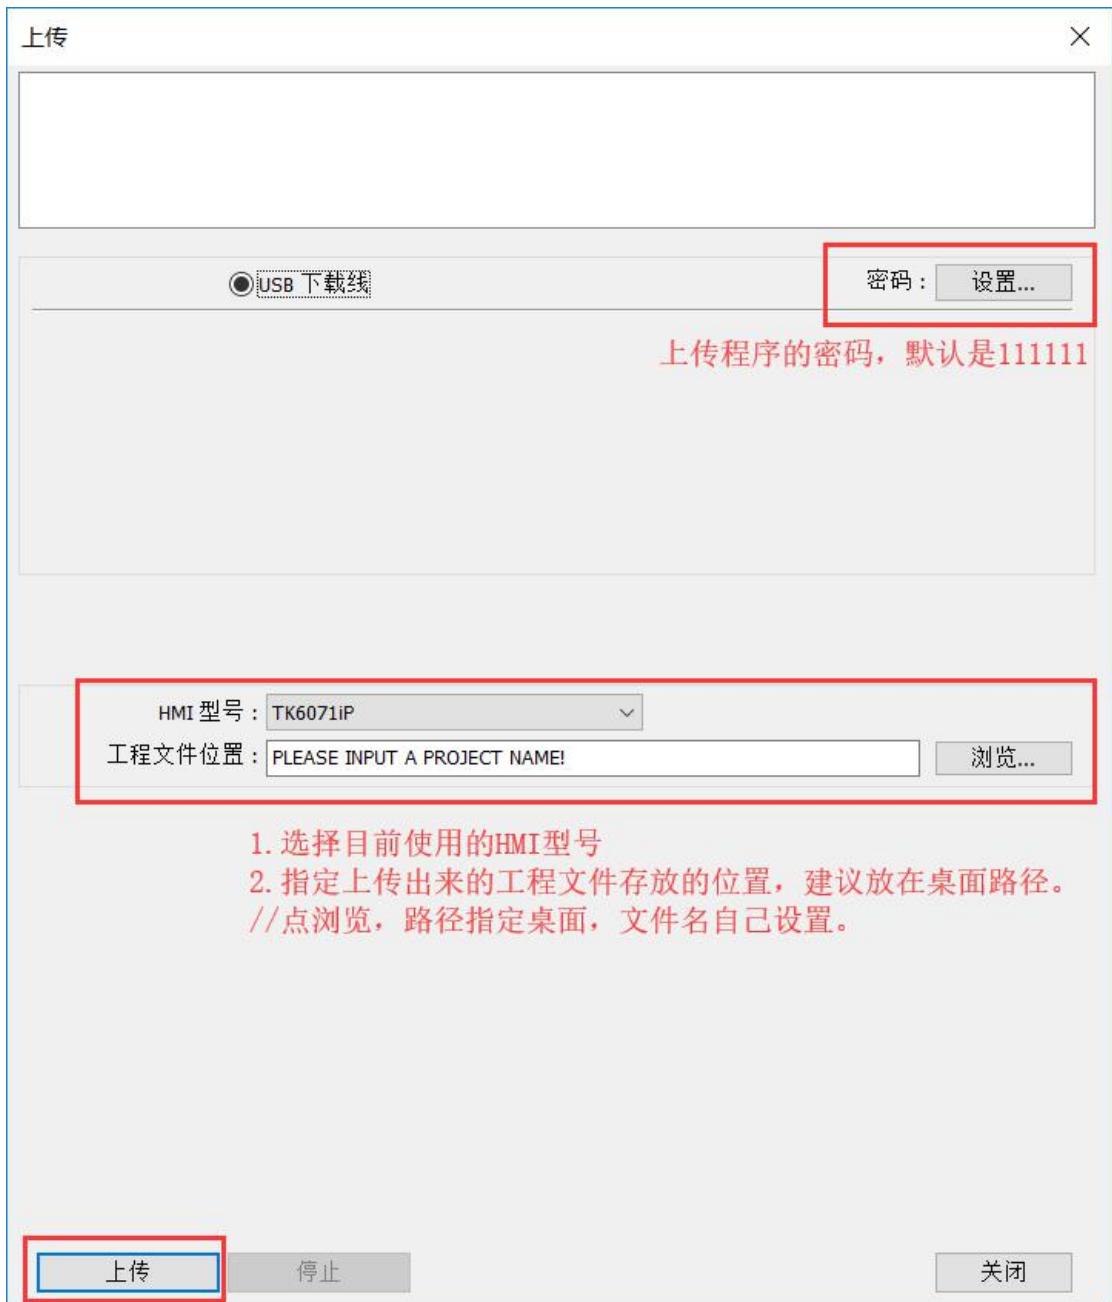 上传
USB 下载线
密码： 设置...
上传程序的密码，默认是111111
HMI 型号： TK6071iP
工程文件位置： PLEASE INPUT A PROJECT NAME! 浏览...
1.选择目前使用的HMI型号
2.指定上传出来的工程文件存放的位置，建议放在桌面路径。
//点浏览，路径指定桌面，文件名自己设置。
上传 停止 关闭